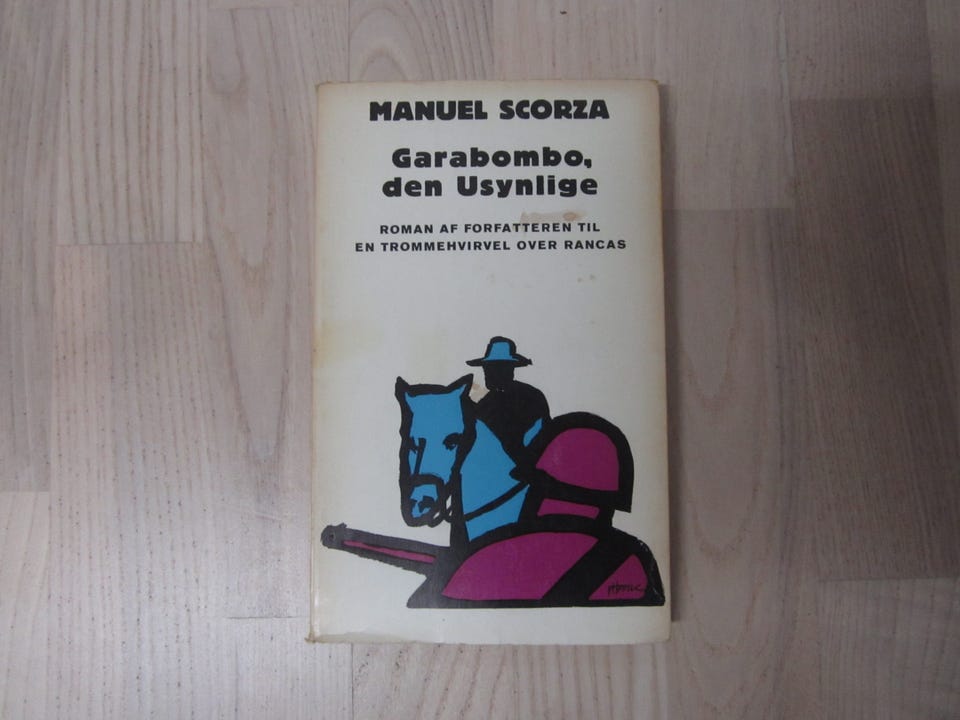 MANUEL SCORZA
Garabombo,
den Usynlige
ROMAN AF FORFATTEREN TIL
EN TROMMEHVIRVEL OVER RANCAS